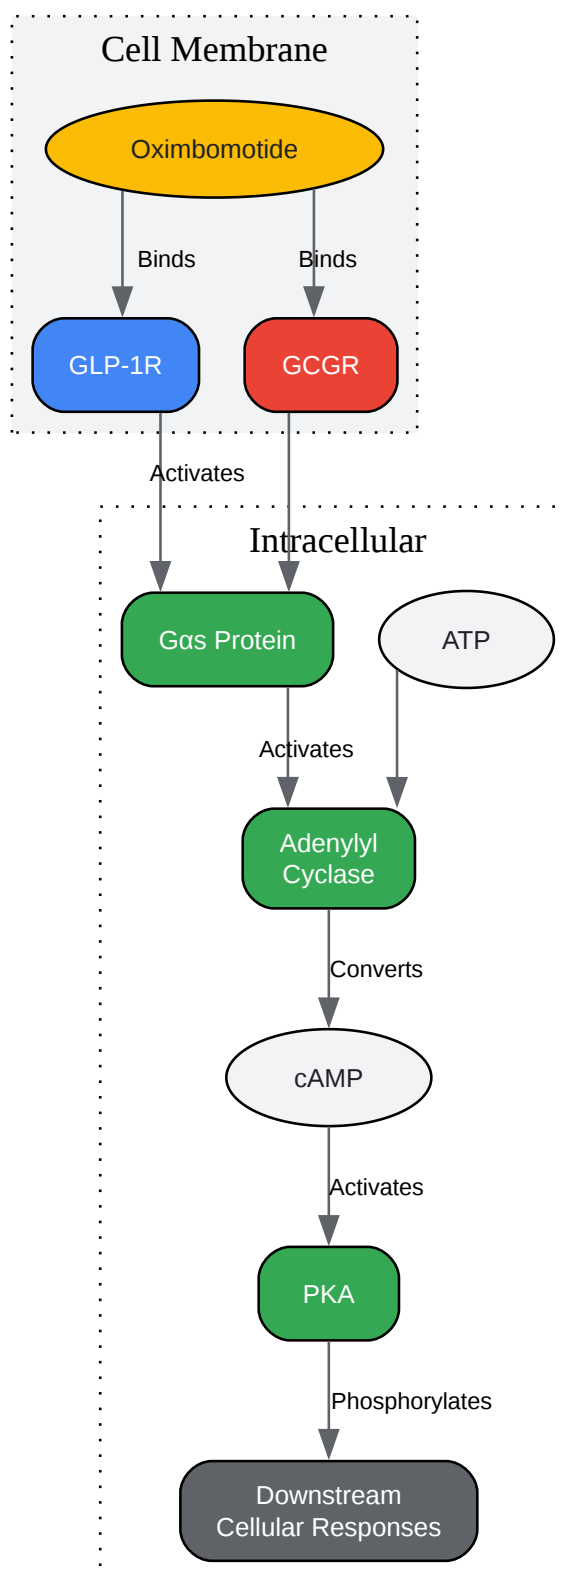 Cell Membrane
Oximbomotide
Binds
Binds
GLP-1R
GCGR
Activates
Intracellular
Gαs Protein
ATP
Activates
Adenylyl
Cyclase
Converts
cAMP
Activates
PKA
Phosphorylates
Downstream
Cellular Responses